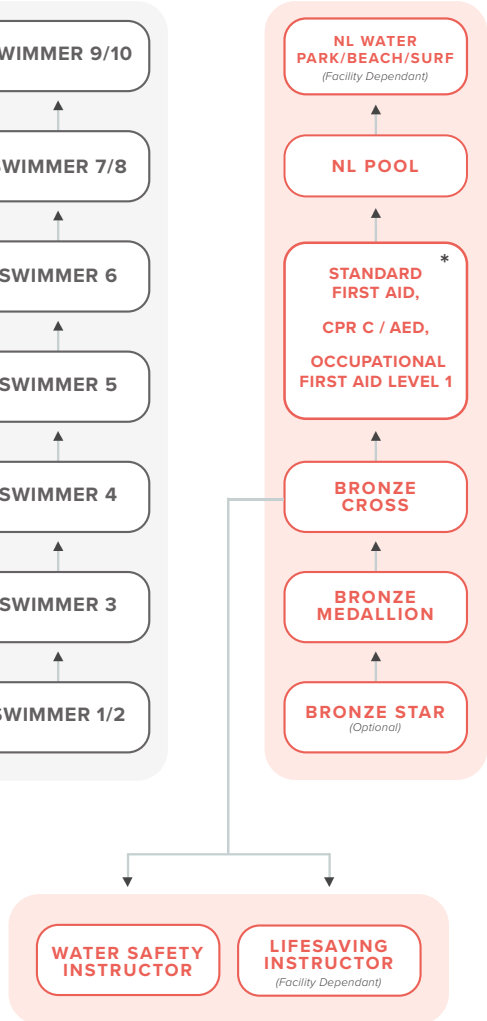 WIMMER 9/10
SWIMMER 7/8
SWIMMER 6
SWIMMER 5
SWIMMER 4
SWIMMER 3
SWIMMER 1/2
NL WATER
PARK/BEACH/SURF
(Facility Dependant)
NL POOL
*
STANDARD
FIRST AID,
CPR C / AED,
OCCUPATIONAL
FIRST AID LEVEL 1
BRONZE
CROSS
BRONZE
MEDALLION
BRONZE STAR
(Optional)
WATER SAFETY
INSTRUCTOR
LIFESAVING
INSTRUCTOR
(Facility Dependant)